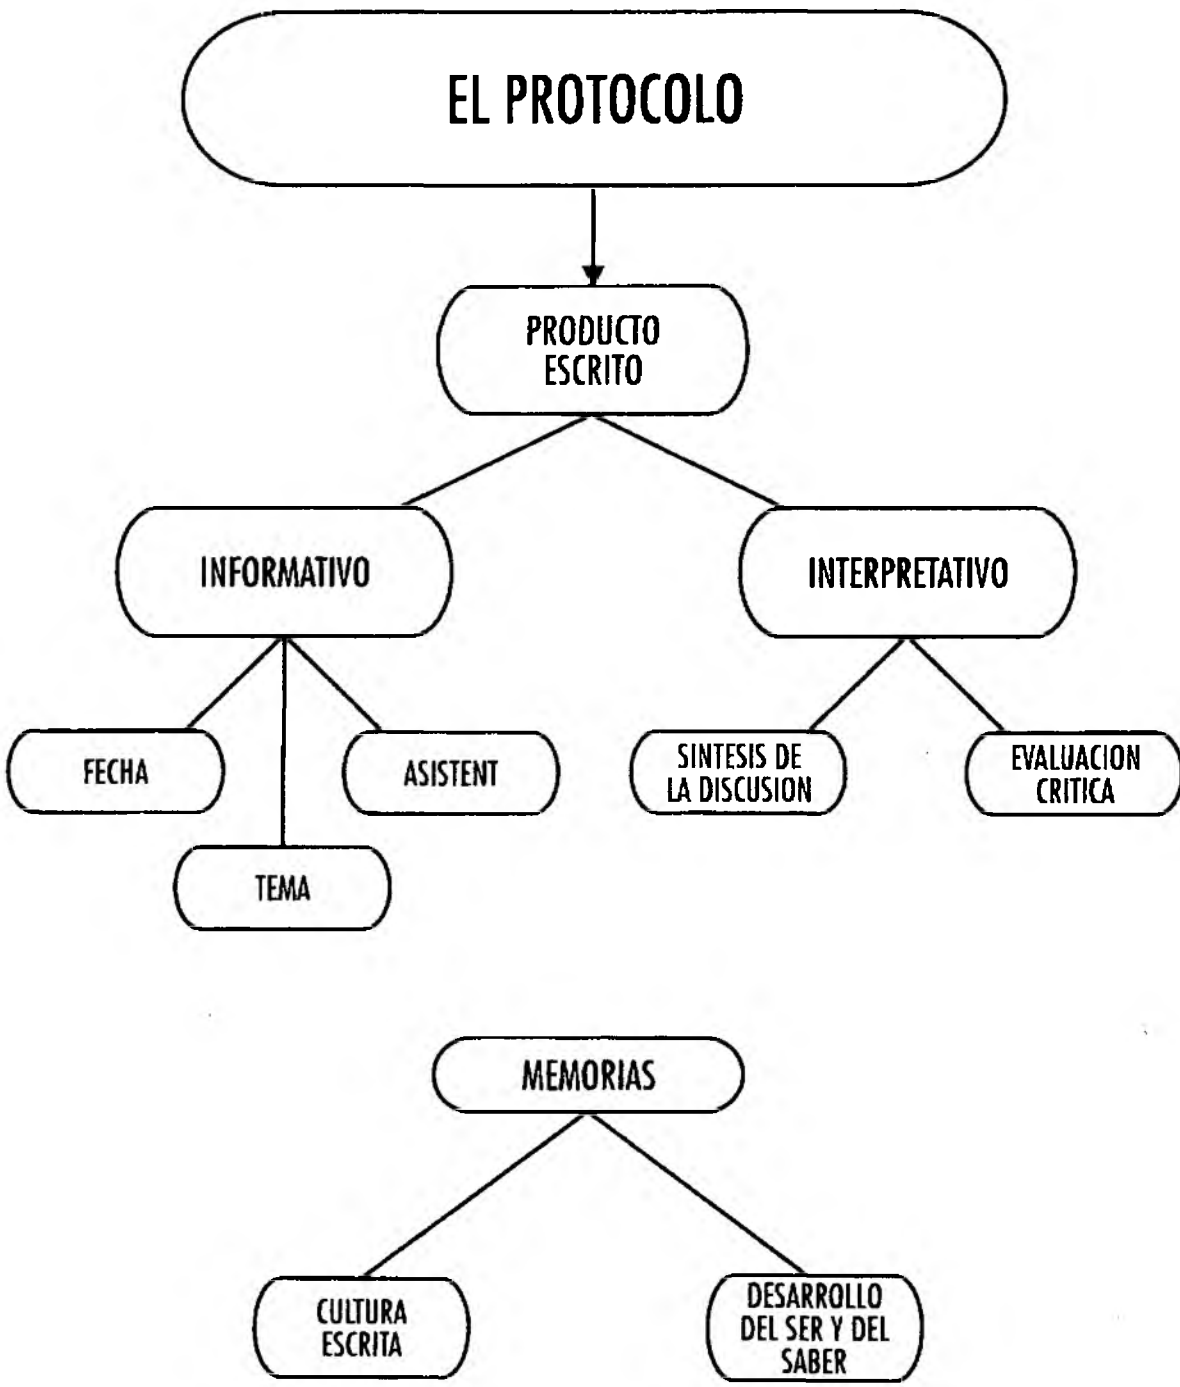 EL PROTOCOLO
PRODUCTO
ESCRITO
INFORMATIVO
INTERPRETATIVO
FECHA
ASISTENT
SINTESIS DE
LA DISCUSION
EVALUACION
CRITICA
TEMA
MEMORIAS
CULTURA
ESCRITA
DESARROLLO
DEL SER Y DEL
SABER